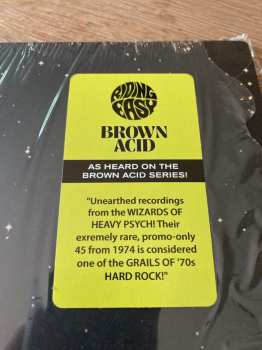 RIDING
EASY
BROWN
ACID
AS HEARD ON THE
BROWN ACID SERIES!
"Unearthed recordings
from the WIZARDS OF
HEAVY PSYCH! Their
exremely rare, promo-only
45 from 1974 is considered
one of the GRAILS OF '70s
HARD ROCK!"